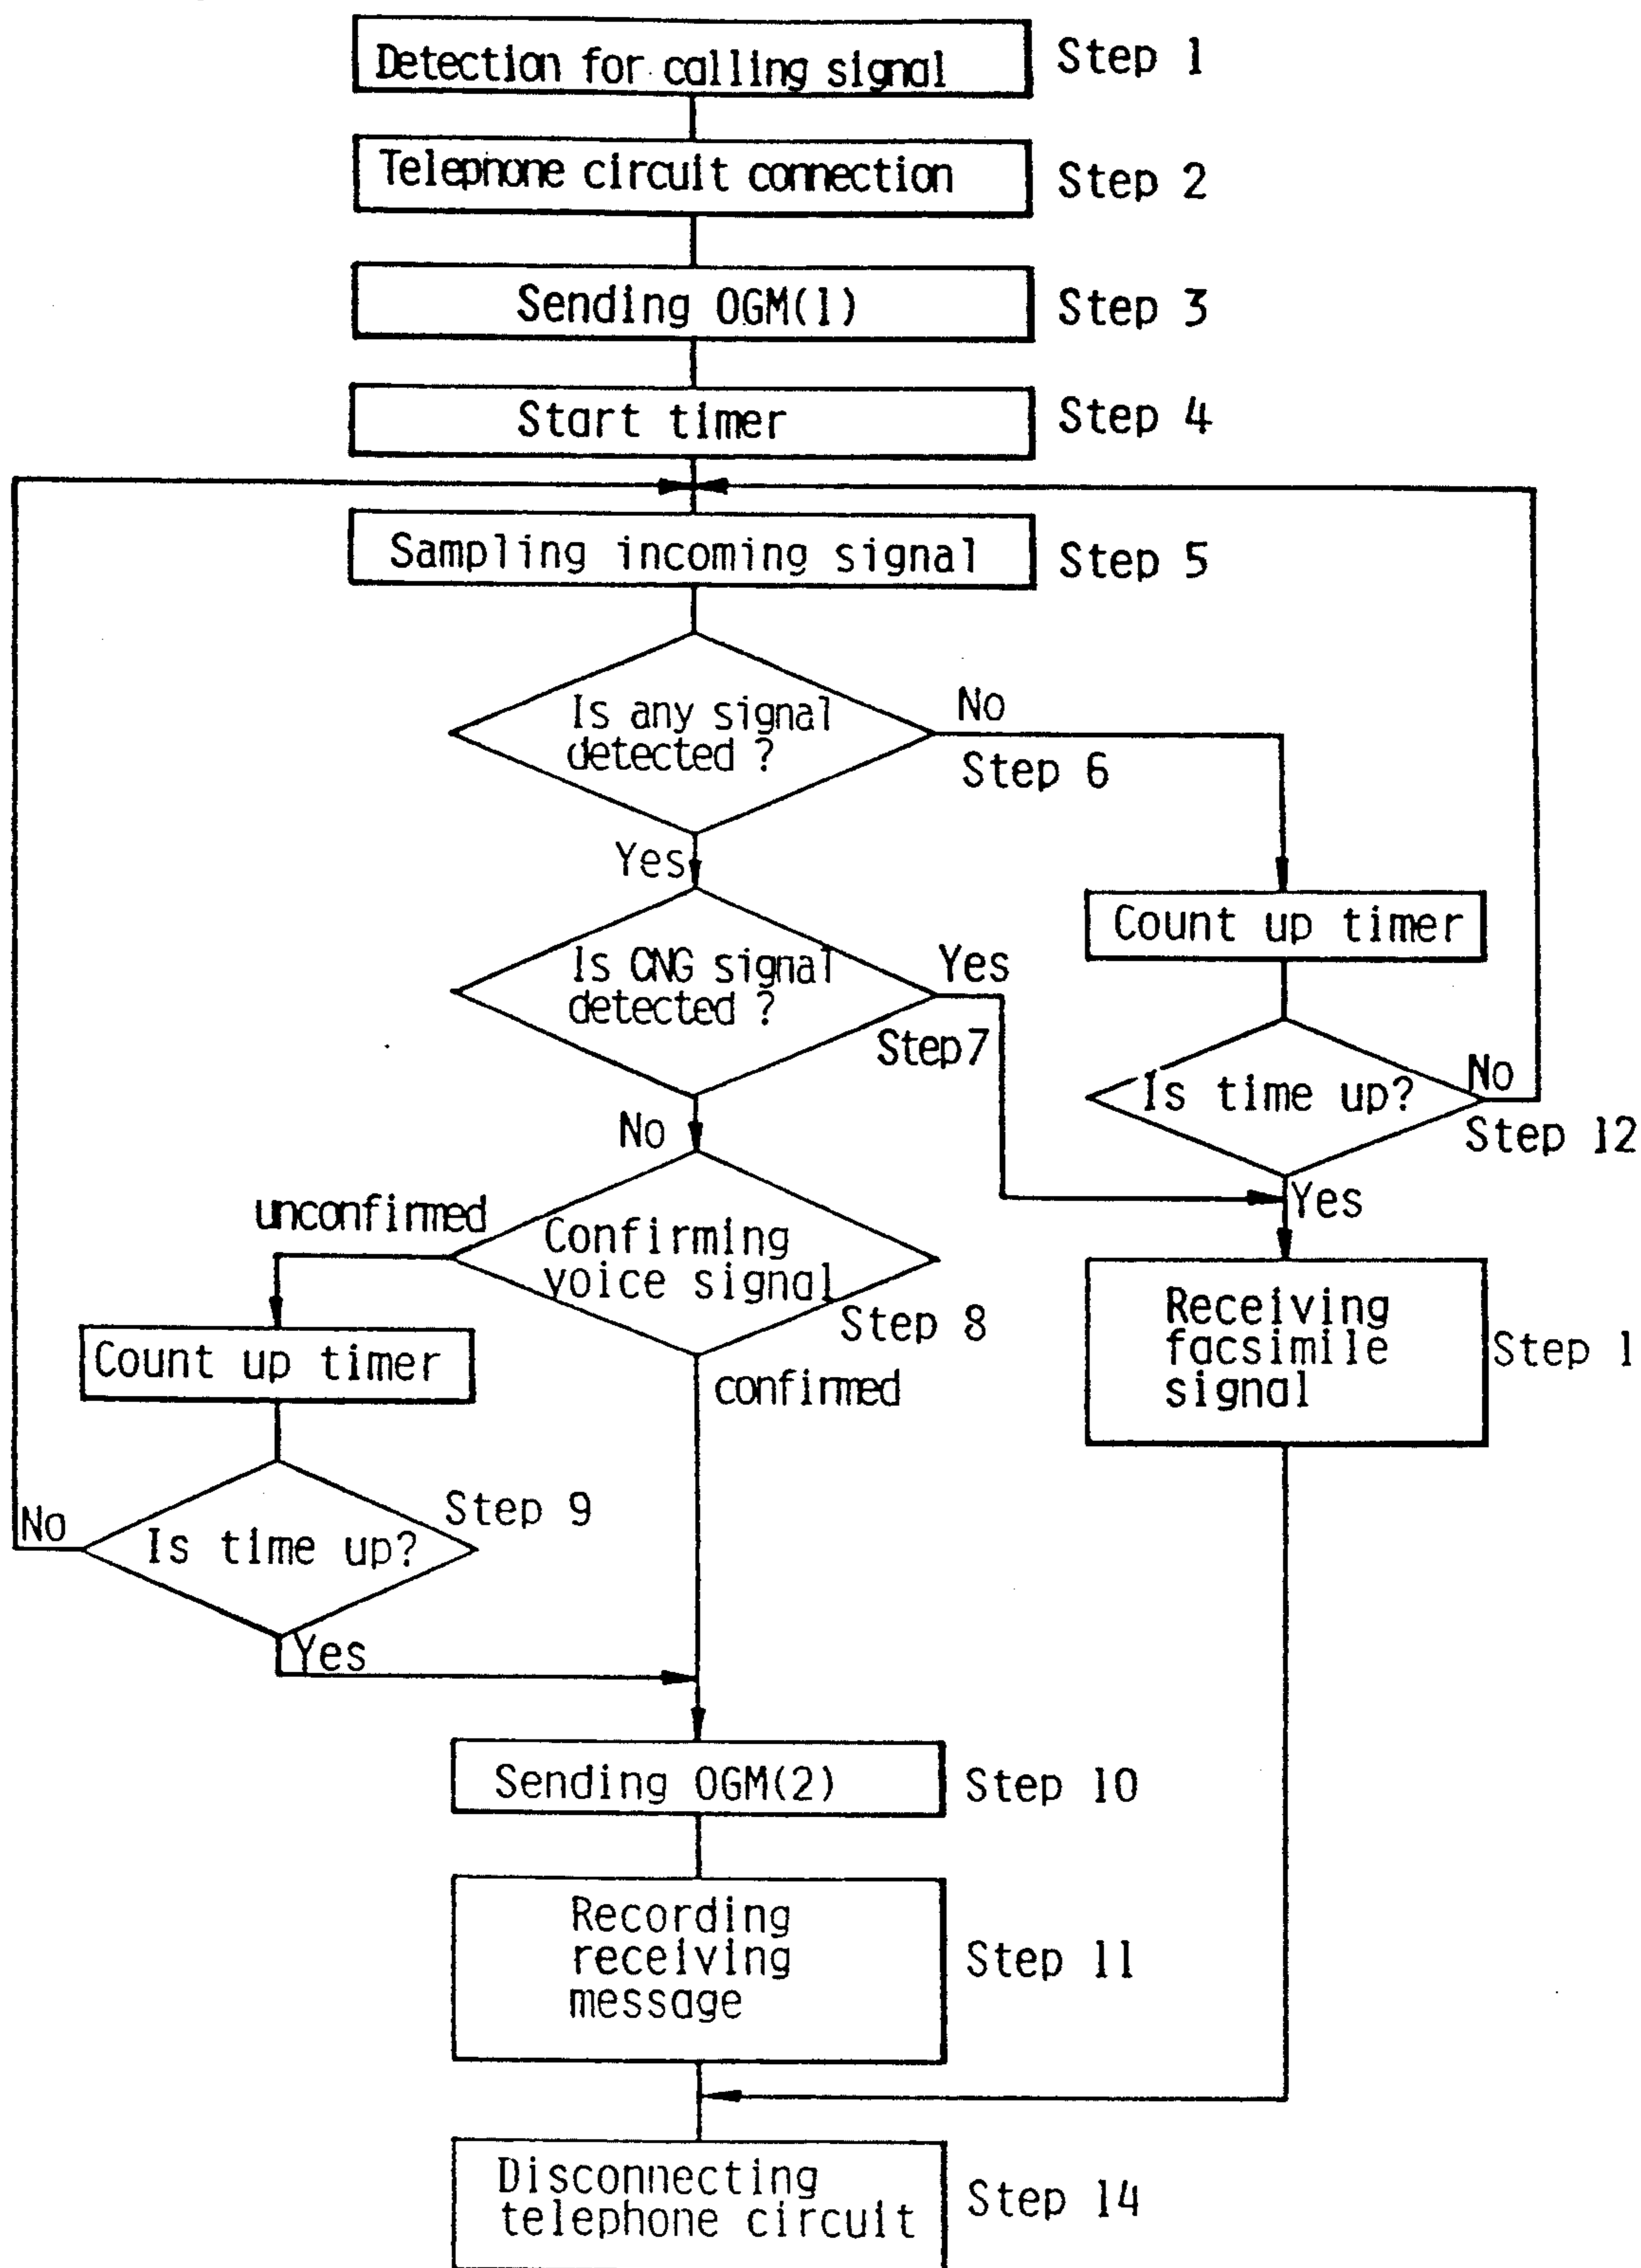 Detection for calling signal
Step 1
Telephone circuit connection
Step 2
Sending OGM(1)
Step 3
Start timer
Step 4
Sampling incoming signal
Step 5
Is any signal
detected ?
No
Step 6
Yes
Count up timer
Is CNG signal
detected ?
Yes
Step7
Is time up?
No
Step 12
No
Yes
unconfirmed
Confirming
voice signal
Step 8
Receiving
facsimile
signal
Step 1
Count up timer
confirmed
Step 9
No
Is time up?
Yes
Sending OGM(2)
Step 10
Recording
receiving
message
Step 11
Disconnecting
telephone circuit
Step 14